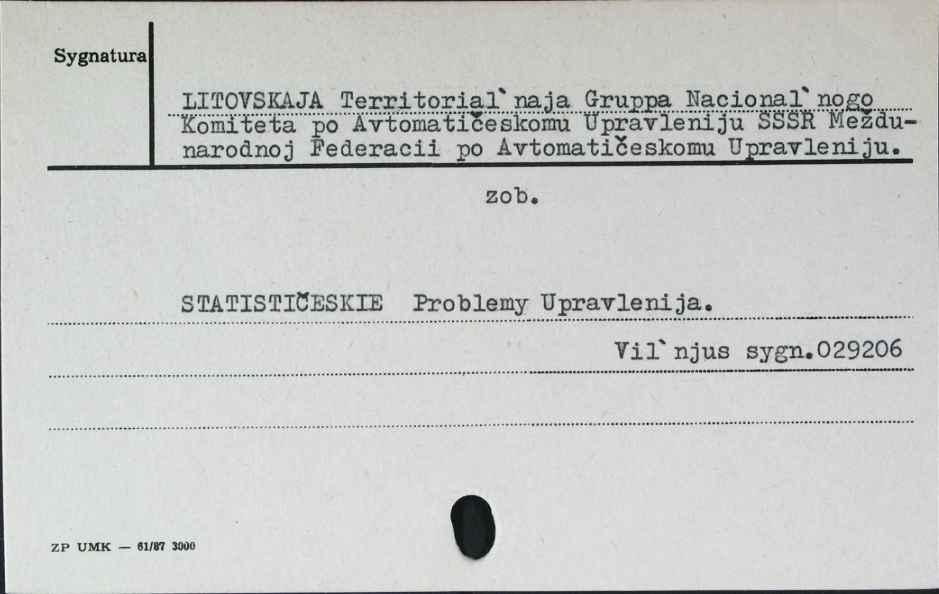 Sygnatura
LITOVSKAJA Territorial`naja Gruppa Nacional`nogo
Komiteta po Avtomatičeskomu Upravleniju SSSR Meždu-
narodnoj Federacii po Avtomatičeskomu Upravleniju.
zob.
STATISTIČESKIE Problemy Upravlenija.
Vil`njus sygn.029206
ZP UMK — 61/87 3000